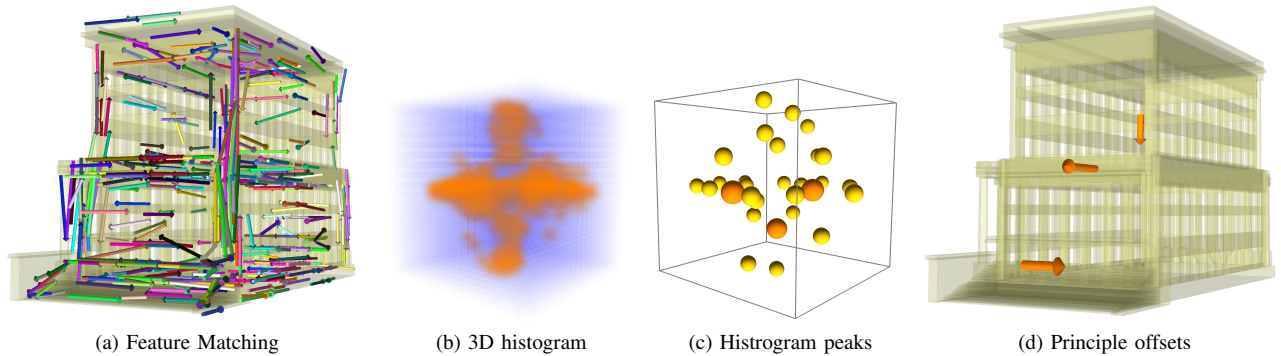 (a) Feature Matching
(b) 3D histogram
(c) Histrogram peaks
(d) Principle offsets